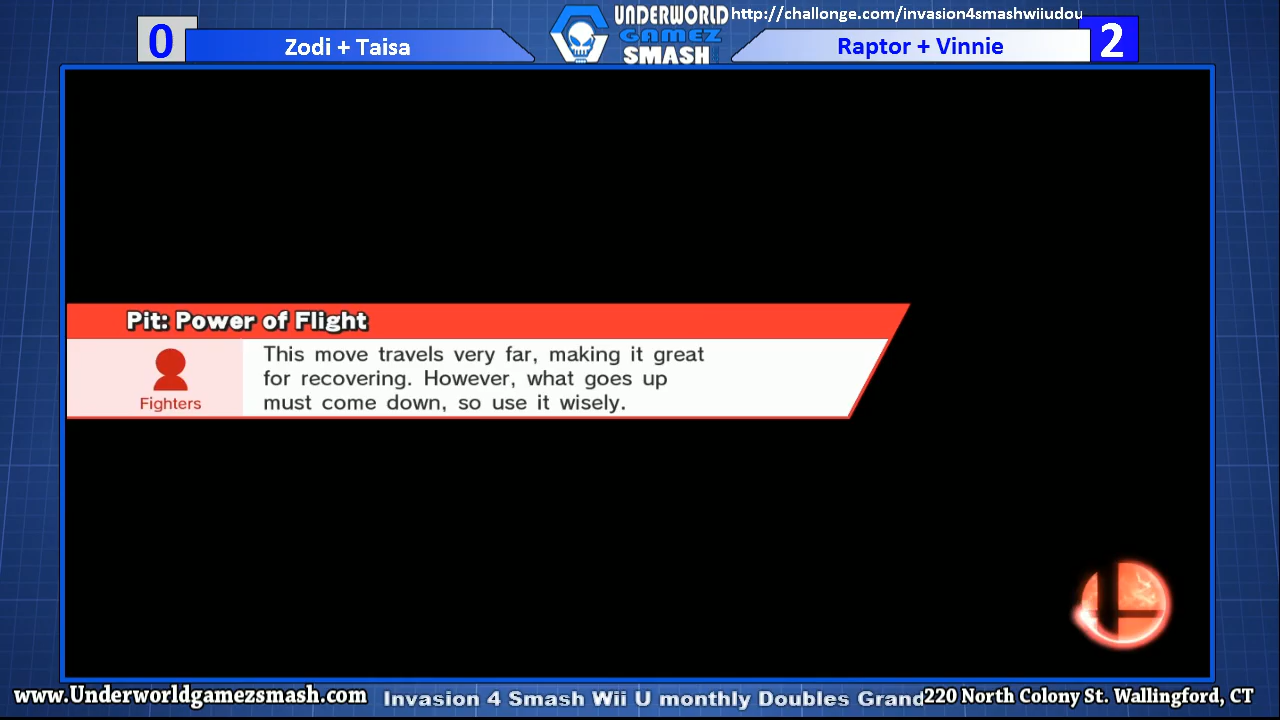 0
Zodi + Taisa
UNDERWORLD
GAMEZ
SMASH
http://challonge.com/invasion4smashwiiudou
Raptor + Vinnie
2
Pit: Power of Flight
Fighters
This move travels very far, making it great
for recovering. However, what goes up
must come down, so use it wisely.
www.Underworldgamezsmash.com
Invasion 4 Smash Wii U monthly Doubles Grand
220 North Colony St. Wallingford, CT